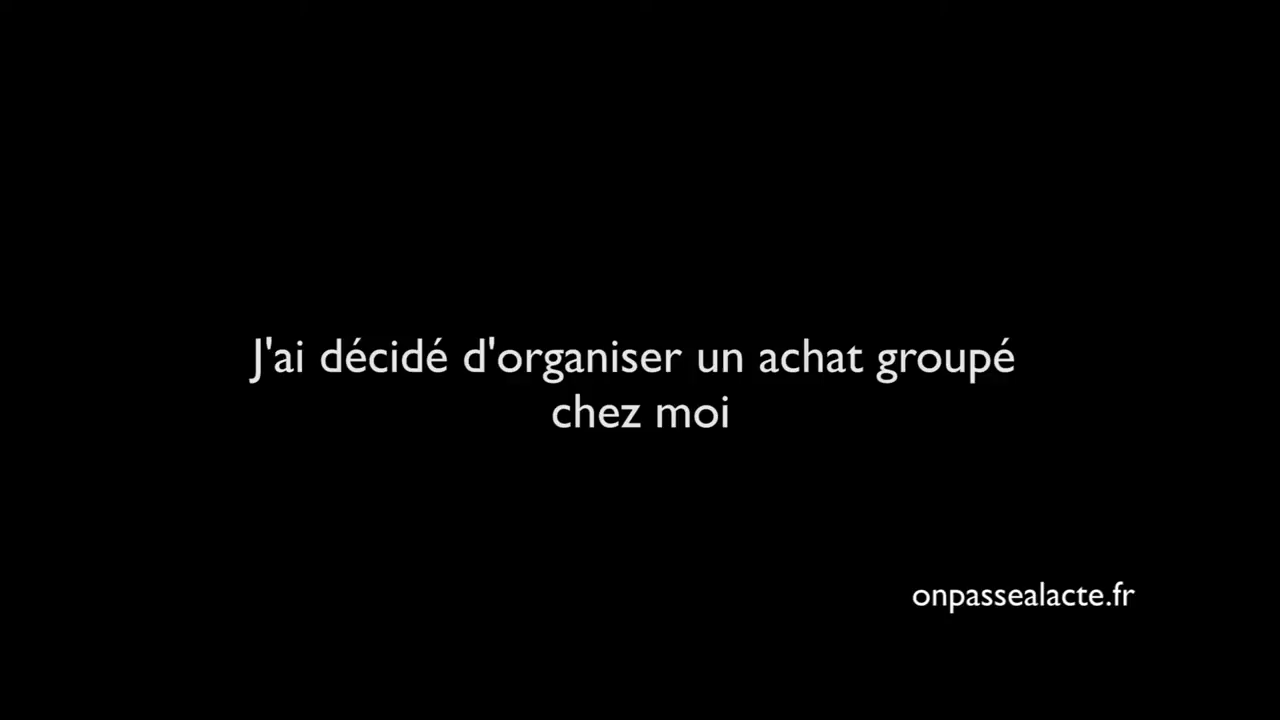 J'ai décidé d'organiser un achat groupé
chez moi
onpassealacte.fr